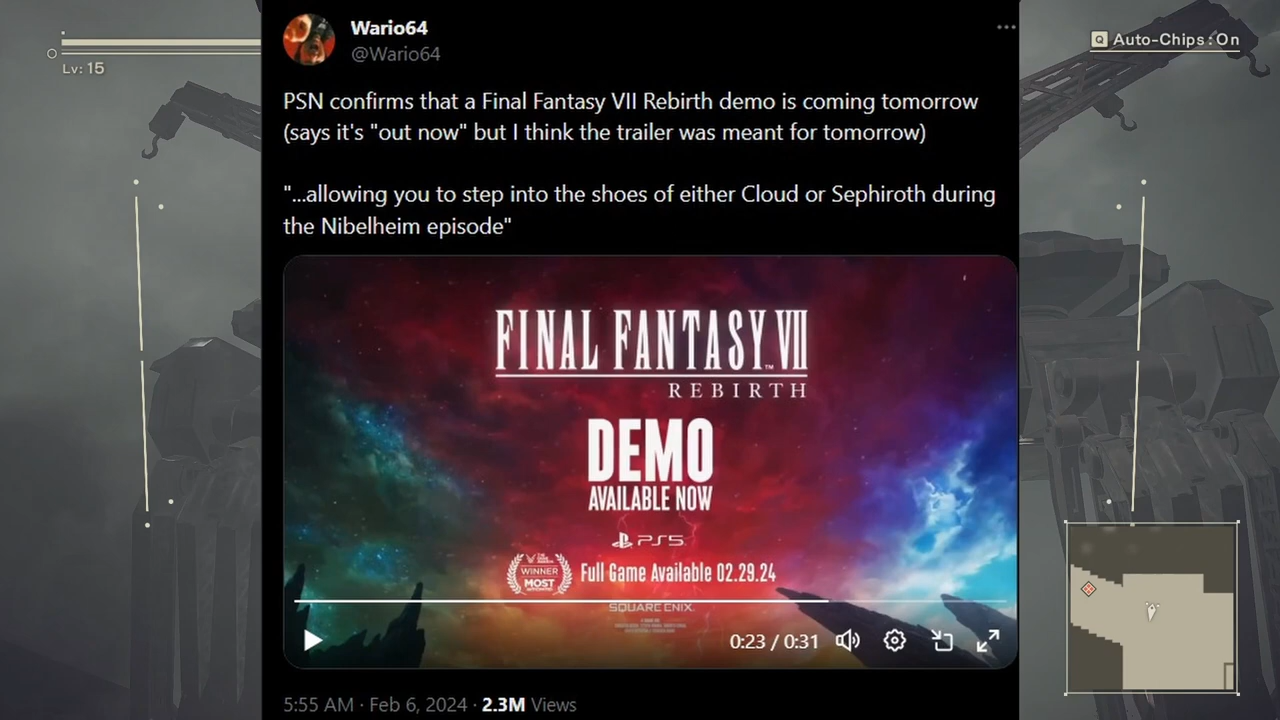 Wario64
@Wario64
Lv: 15
Q Auto-Chips: On
PSN confirms that a Final Fantasy VII Rebirth demo is coming tomorrow
(says it's "out now" but I think the trailer was meant for tomorrow)
"...allowing you to step into the shoes of either Cloud or Sephiroth during
the Nibelheim episode"
FINAL FANTASY VII
REBIRTH
DEMO
AVAILABLE NOW
PS5
WINNER
MOST
Full Game Available 02.29.24
SQUARE ENIX
0:23 / 0:31
5:55 AM · Feb 6, 2024 · 2.3M Views